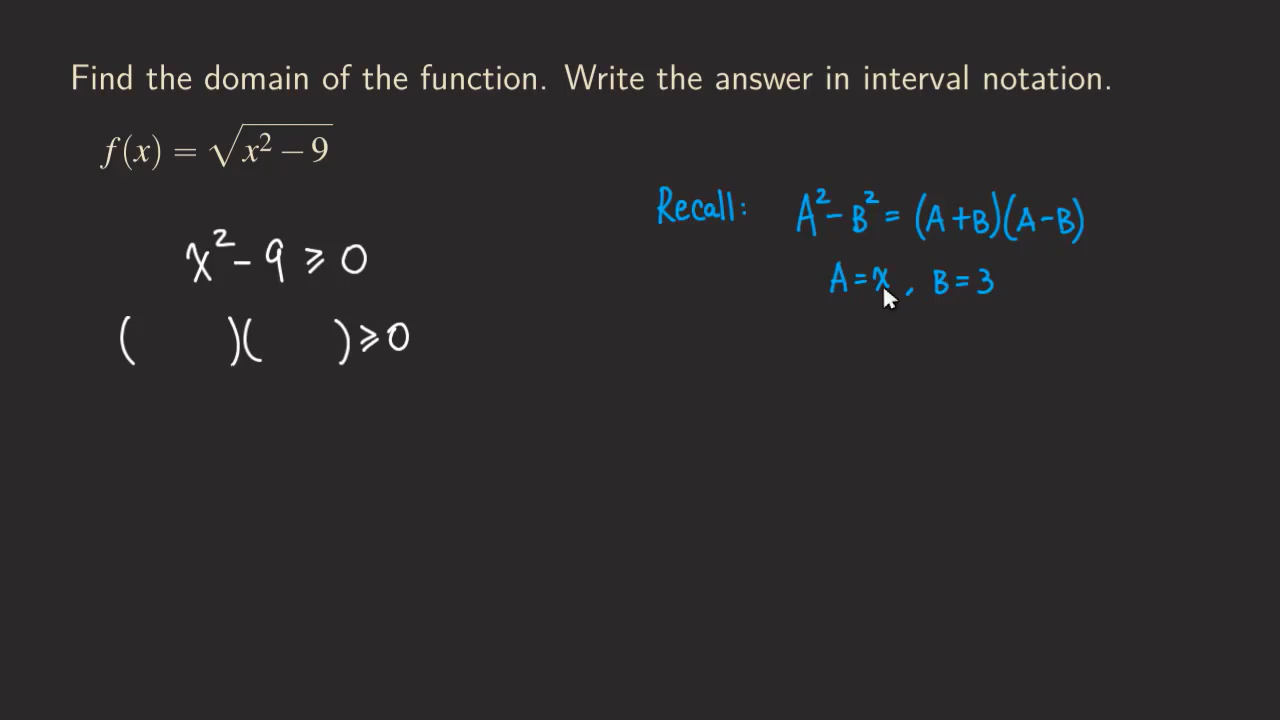 Find the domain of the function. Write the answer in interval notation.
f(x) = √(x² − 9)
Recall: A² − B² = (A + B)(A − B)
x² − 9 ⩾ 0
A = x , B = 3
(  )(  ) ⩾ 0